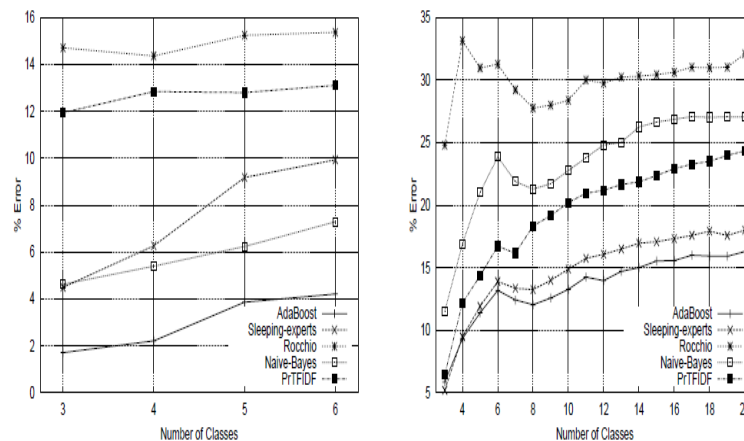 16
14
12
10
8
6
4
2
0
% Error
AdaBoost
Sleeping-experts
Rocchio
Naive-Bayes
PrTFIDF
3 4 5 6
Number of Classes
35
30
25
20
15
10
5
% Error
AdaBoost
Sleeping-experts
Rocchio
Naive-Bayes
PrTFIDF
4 6 8 10 12 14 16 18 2
Number of Classes